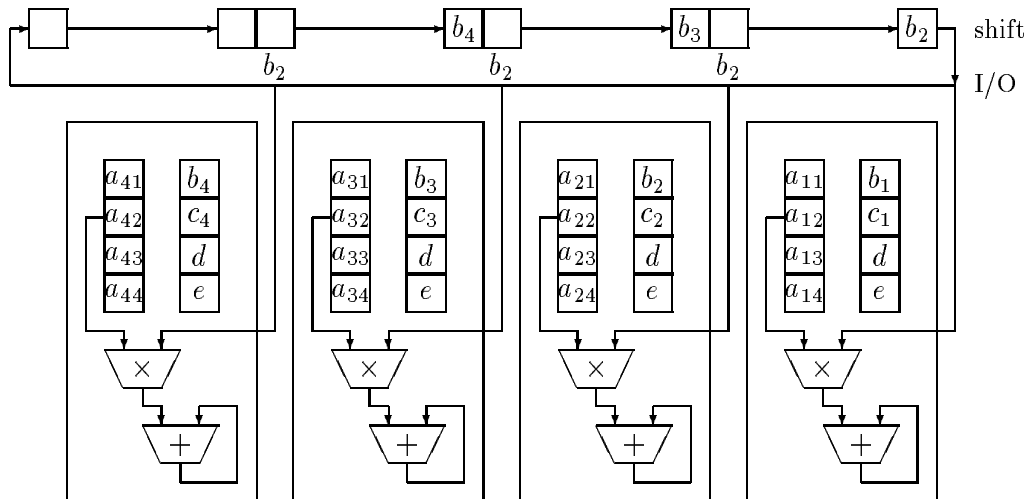 b₄ b₃ b₂ shift
b₂ b₂ b₂
I/O
a₄₁ b₄ a₃₁ b₃ a₂₁ b₂ a₁₁ b₁
a₄₂ c₄ a₃₂ c₃ a₂₂ c₂ a₁₂ c₁
a₄₃ d a₃₃ d a₂₃ d a₁₃ d
a₄₄ e a₃₄ e a₂₄ e a₁₄ e
× × × ×
+ + + +